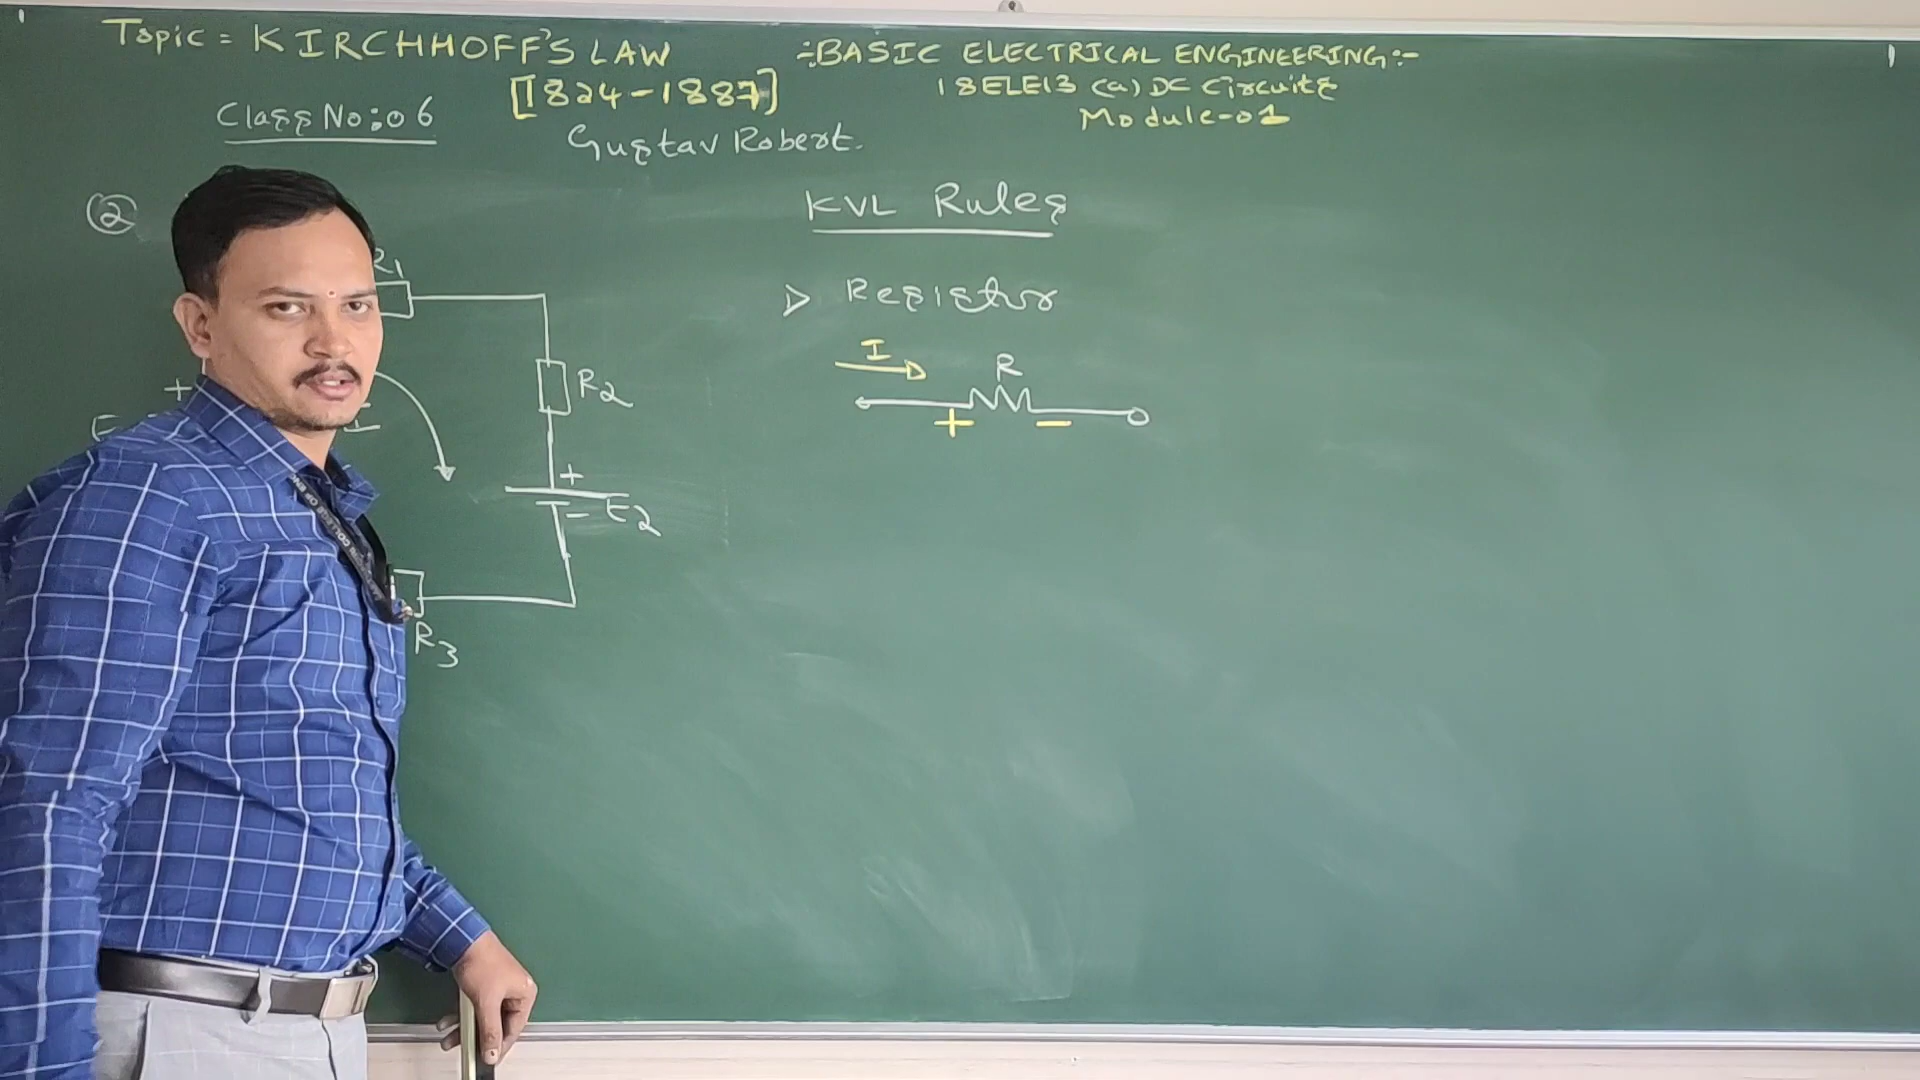 Topic = KIRCHHOFF'S LAW
[1824-1887]
Class No:06
Gustav Robert.
÷BASIC ELECTRICAL ENGINEERING:-
18ELE13 (a) DC Circuits
Module-01
②
R1
R2
+
I
+
- E2
R3
KVL Rules
Resistor
I
R
+ -